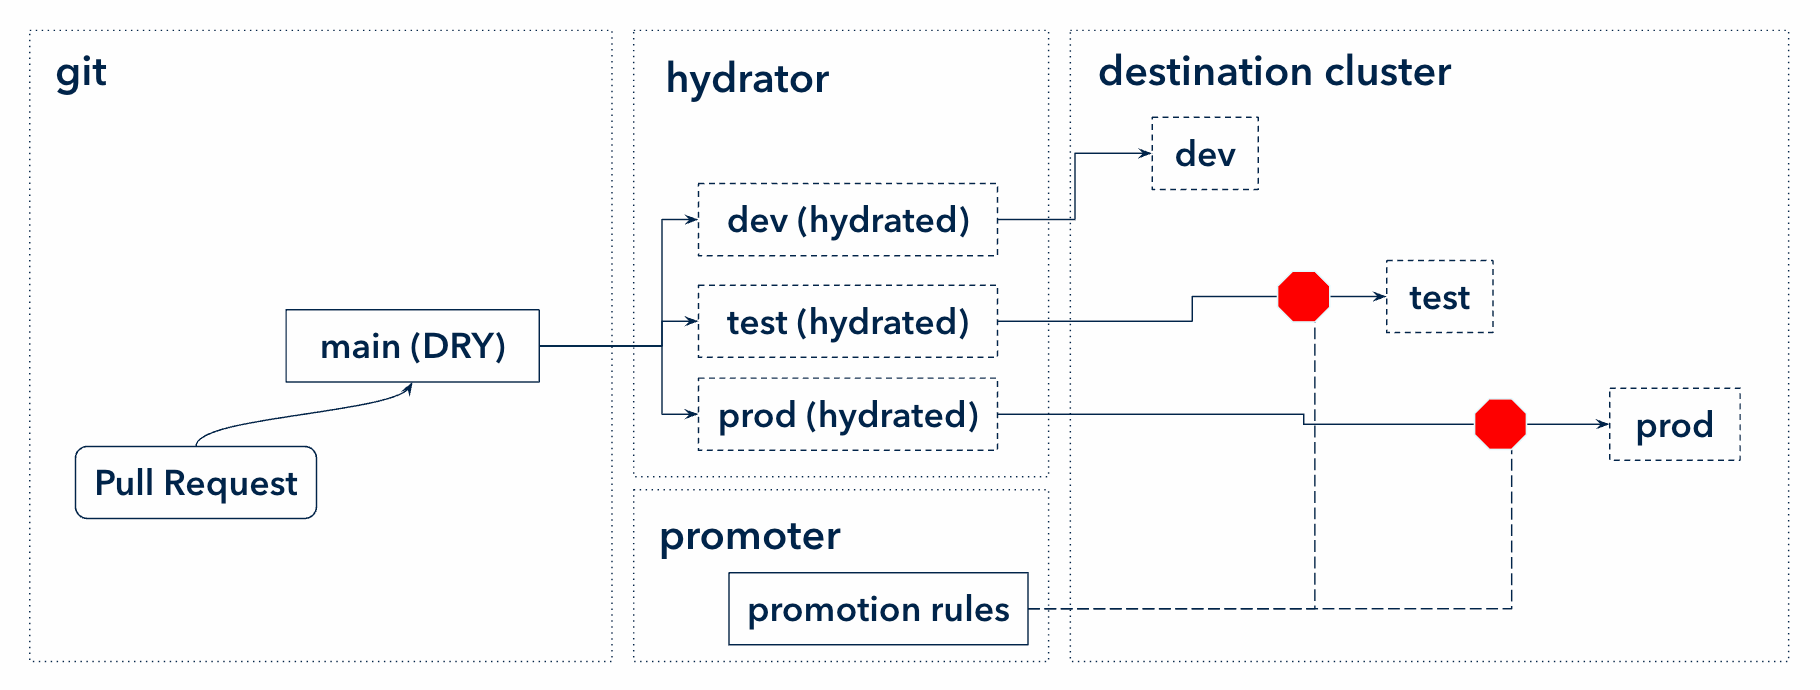 git
main (DRY)
Pull Request
hydrator
dev (hydrated)
test (hydrated)
prod (hydrated)
promoter
promotion rules
destination cluster
dev
test
prod